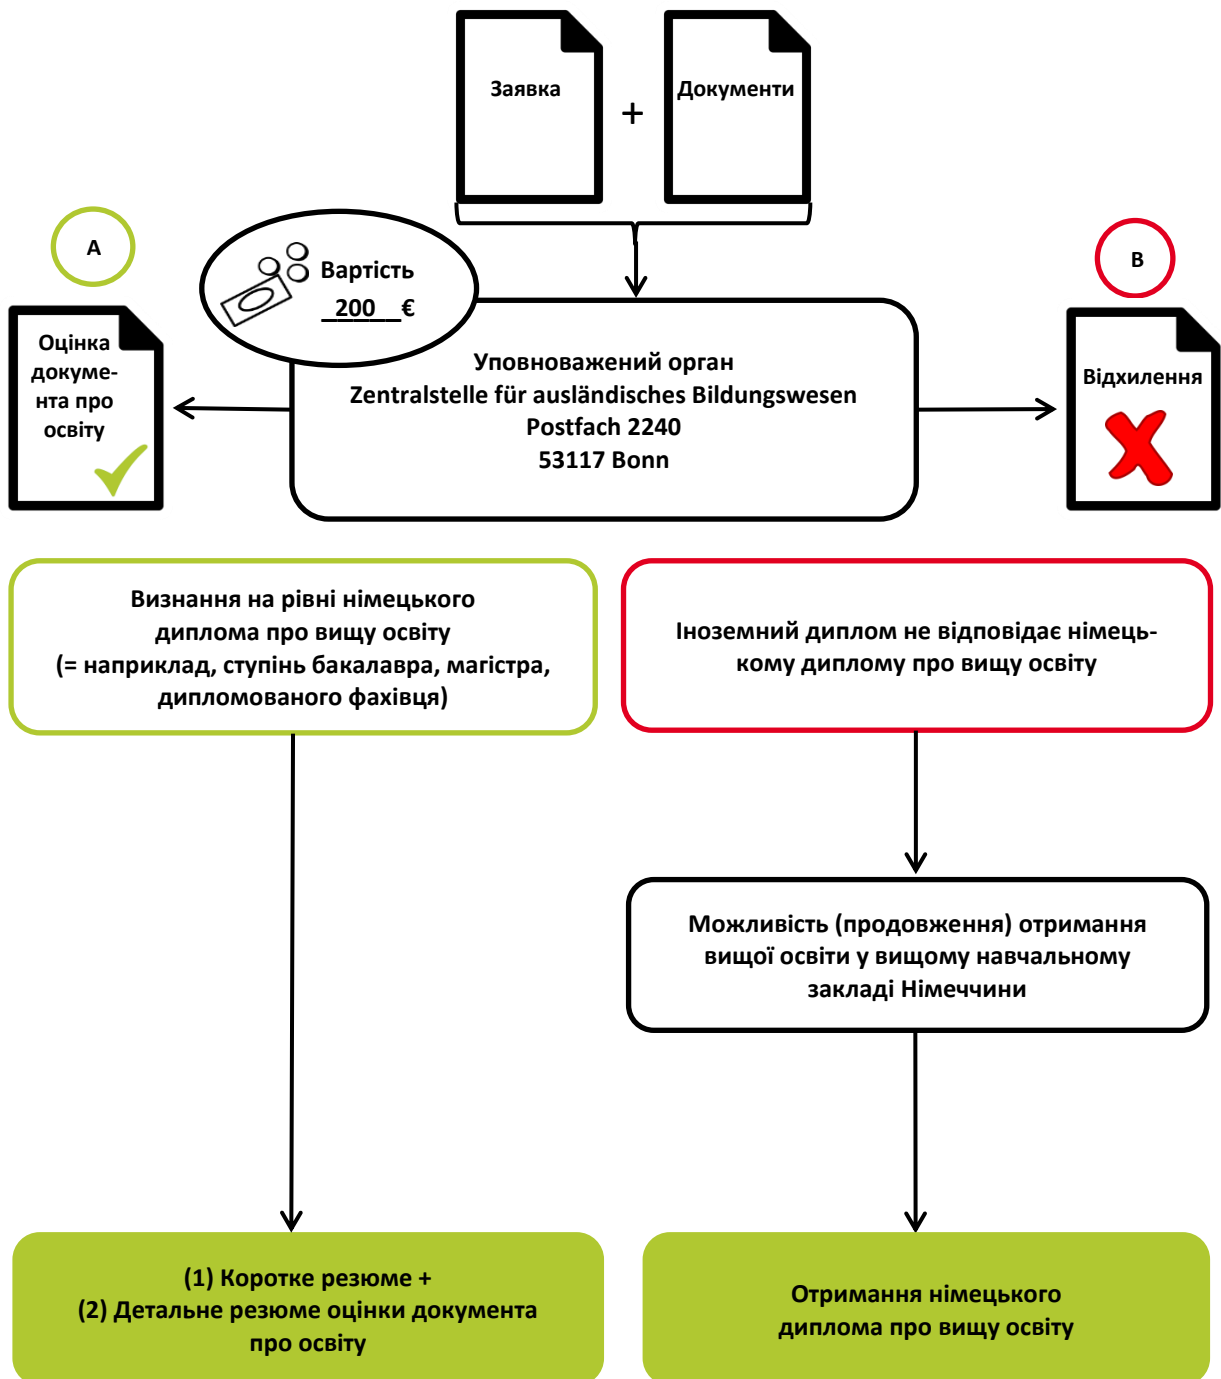 Заявка
+
Документи
A
Вартість
200 €
B
Оцінка
докуме-
нта про
освіту
Уповноважений орган
Zentralstelle für ausländisches Bildungswesen
Postfach 2240
53117 Bonn
Відхилення
Визнання на рівні німецького
диплома про вищу освіту
(= наприклад, ступінь бакалавра, магістра,
дипломованого фахівця)
Іноземний диплом не відповідає німець-
кому диплому про вищу освіту
Можливість (продовження) отримання
вищої освіти у вищому навчальному
закладі Німеччини
(1) Коротке резюме +
(2) Детальне резюме оцінки документа
про освіту
Отримання німецького
диплома про вищу освіту